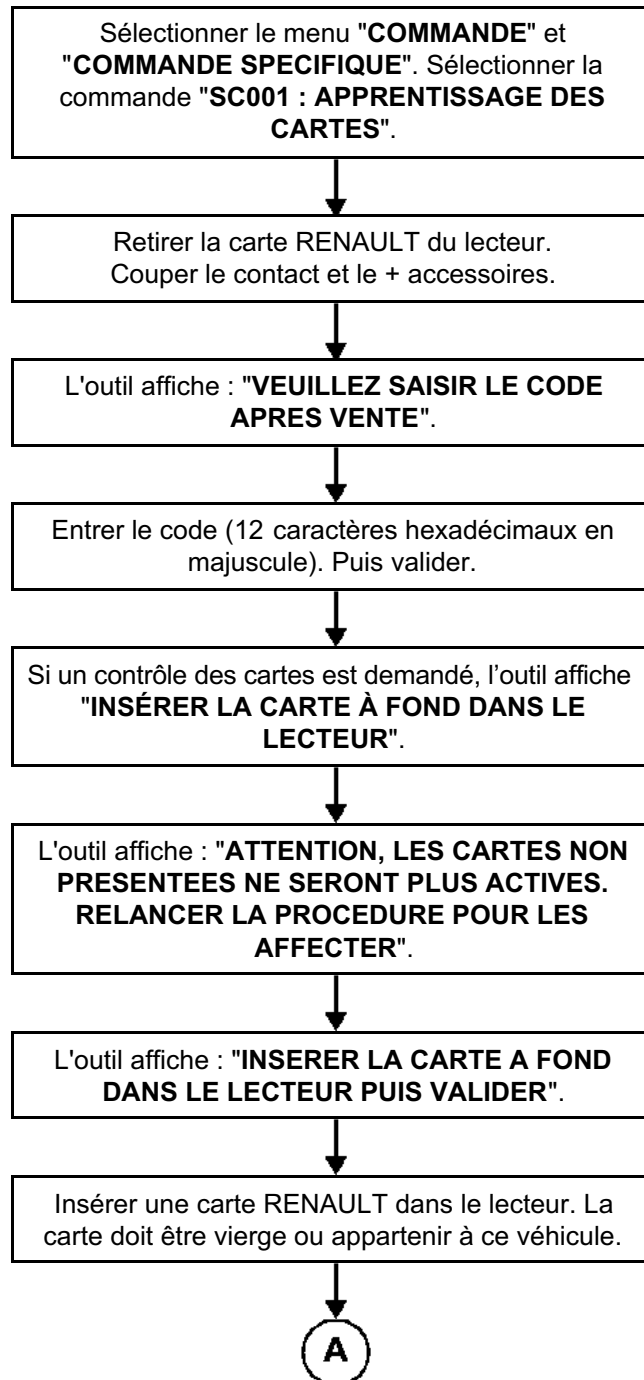 Sélectionner le menu "COMMANDE" et
"COMMANDE SPECIFIQUE". Sélectionner la
commande "SC001 : APPRENTISSAGE DES
CARTES".
Retirer la carte RENAULT du lecteur.
Couper le contact et le + accessoires.
L'outil affiche : "VEUILLEZ SAISIR LE CODE
APRES VENTE".
Entrer le code (12 caractères hexadécimaux en
majuscule). Puis valider.
Si un contrôle des cartes est demandé, l’outil affiche
"INSÉRER LA CARTE À FOND DANS LE
LECTEUR".
L'outil affiche : "ATTENTION, LES CARTES NON
PRESENTEES NE SERONT PLUS ACTIVES.
RELANCER LA PROCEDURE POUR LES
AFFECTER".
L'outil affiche : "INSERER LA CARTE A FOND
DANS LE LECTEUR PUIS VALIDER".
Insérer une carte RENAULT dans le lecteur. La
carte doit être vierge ou appartenir à ce véhicule.
A